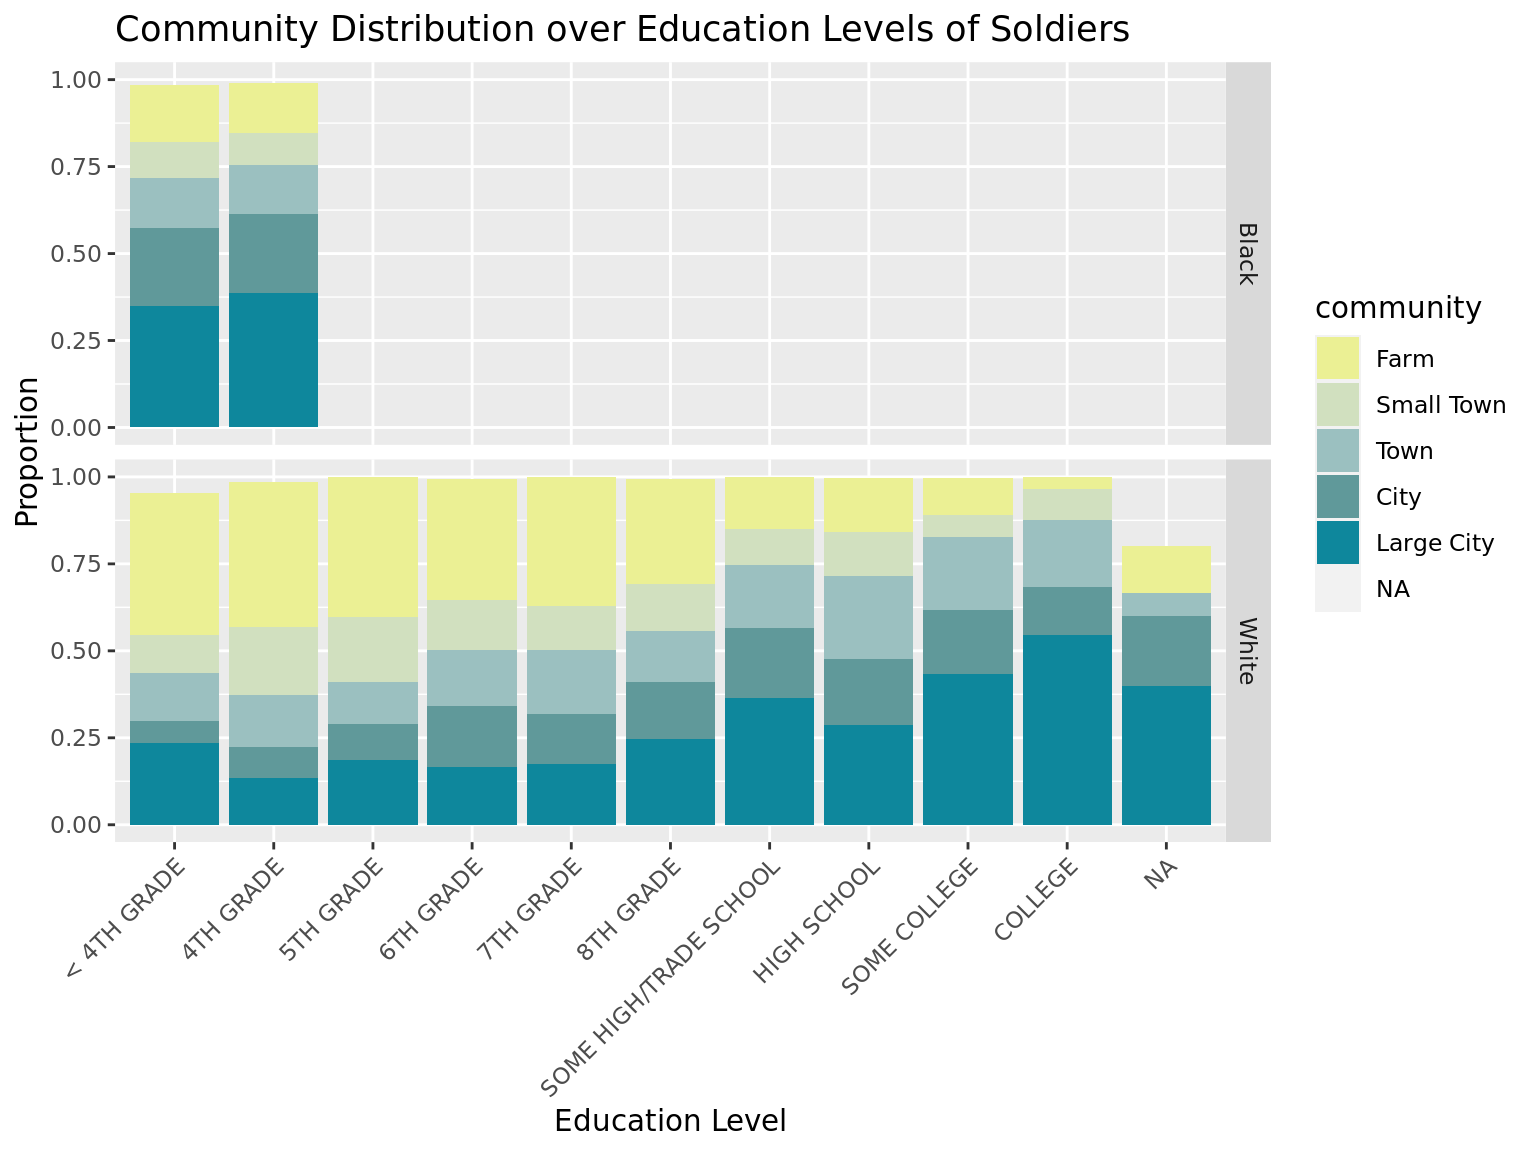 Community Distribution over Education Levels of Soldiers
Proportion
1.00
0.75
0.50
0.25
0.00
Black
1.00
0.75
0.50
0.25
0.00
White
< 4TH GRADE
4TH GRADE
5TH GRADE
6TH GRADE
7TH GRADE
8TH GRADE
SOME HIGH/TRADE SCHOOL
HIGH SCHOOL
SOME COLLEGE
COLLEGE
NA
Education Level
community
Farm
Small Town
Town
City
Large City
NA